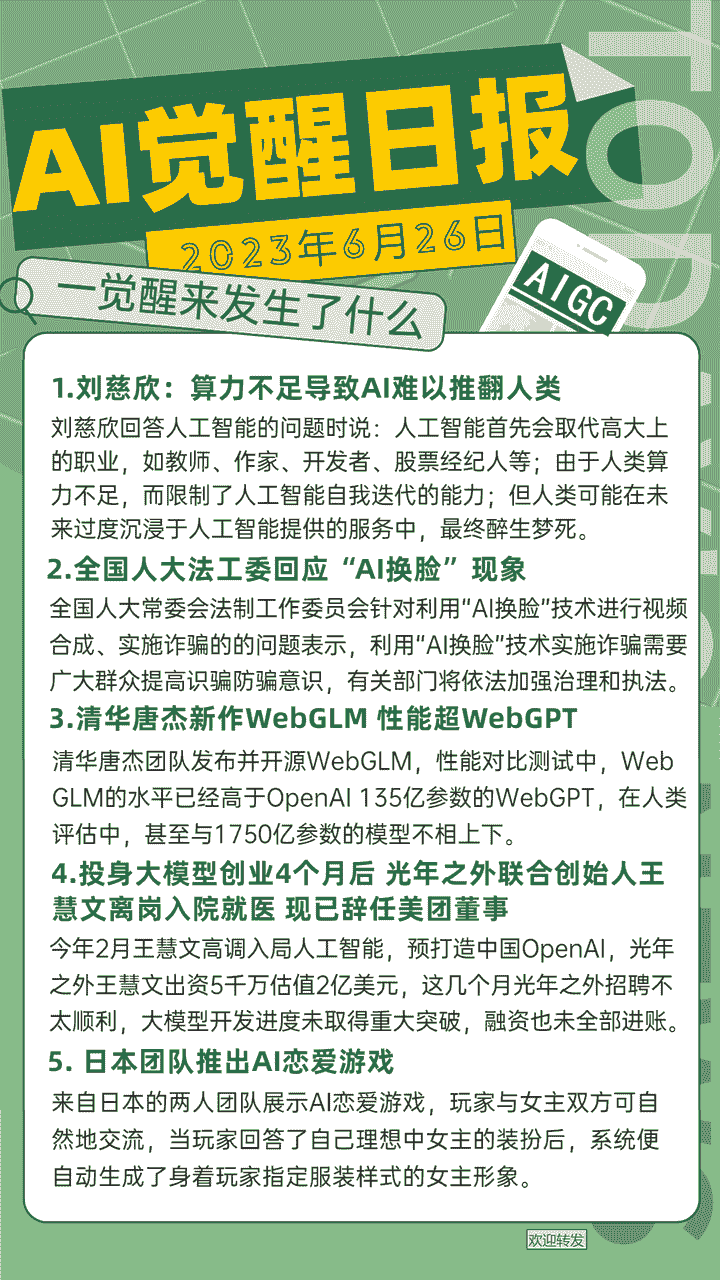 AI觉醒日报
2023年6月26日
一觉醒来发生了什么
AIGC
1.刘慈欣：算力不足导致AI难以推翻人类
刘慈欣回答人工智能的问题时说：人工智能首先会取代高大上
的职业，如教师、作家、开发者、股票经纪人等；由于人类算
力不足，而限制了人工智能自我迭代的能力；但人类可能在未
来过度沉浸于人工智能提供的服务中，最终醉生梦死。
2.全国人大法工委回应“AI换脸”现象
全国人大常委会法制工作委员会针对利用“AI换脸”技术进行视频
合成、实施诈骗的的问题表示，利用“AI换脸”技术实施诈骗需要
广大群众提高识骗防骗意识，有关部门将依法加强治理和执法。
3.清华唐杰新作WebGLM 性能超WebGPT
清华唐杰团队发布并开源WebGLM，性能对比测试中，Web
GLM的水平已经高于OpenAI 135亿参数的WebGPT，在人类
评估中，甚至与1750亿参数的模型不相上下。
4.投身大模型创业4个月后 光年之外联合创始人王
慧文离岗入院就医 现已辞任美团董事
今年2月王慧文高调入局人工智能，预打造中国OpenAI，光年
之外王慧文出资5千万估值2亿美元，这几个月光年之外招聘不
太顺利，大模型开发进度未取得重大突破，融资也未全部进账。
5. 日本团队推出AI恋爱游戏
来自日本的两人团队展示AI恋爱游戏，玩家与女主双方可自
然地交流，当玩家回答了自己理想中女主的装扮后，系统便
自动生成了身着玩家指定服装样式的女主形象。
欢迎转发